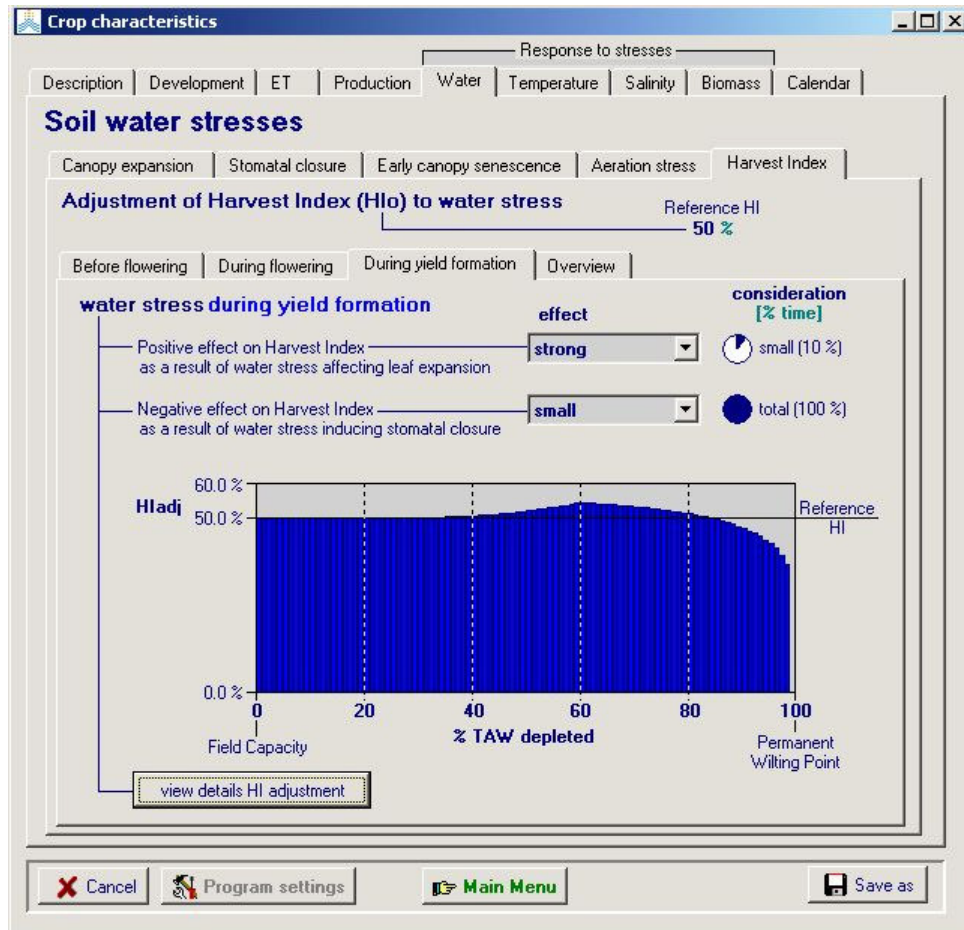 Crop characteristics
Response to stresses
Description Development ET Production Water Temperature Salinity Biomass Calendar
Soil water stresses
Canopy expansion Stomatal closure Early canopy senescence Aeration stress Harvest Index
Adjustment of Harvest Index (HIo) to water stress
Reference HI
50 %
Before flowering During flowering During yield formation Overview
water stress during yield formation
effect
consideration
[% time]
Positive effect on Harvest Index
as a result of water stress affecting leaf expansion
strong
small (10 %)
Negative effect on Harvest Index
as a result of water stress inducing stomatal closure
small
total (100 %)
60.0 %
HIadj
50.0 %
Reference
HI
0.0 %
0 20 40 60 80 100
% TAW depleted
Field Capacity
Permanent
Wilting Point
view details HI adjustment
Cancel Program settings Main Menu Save as